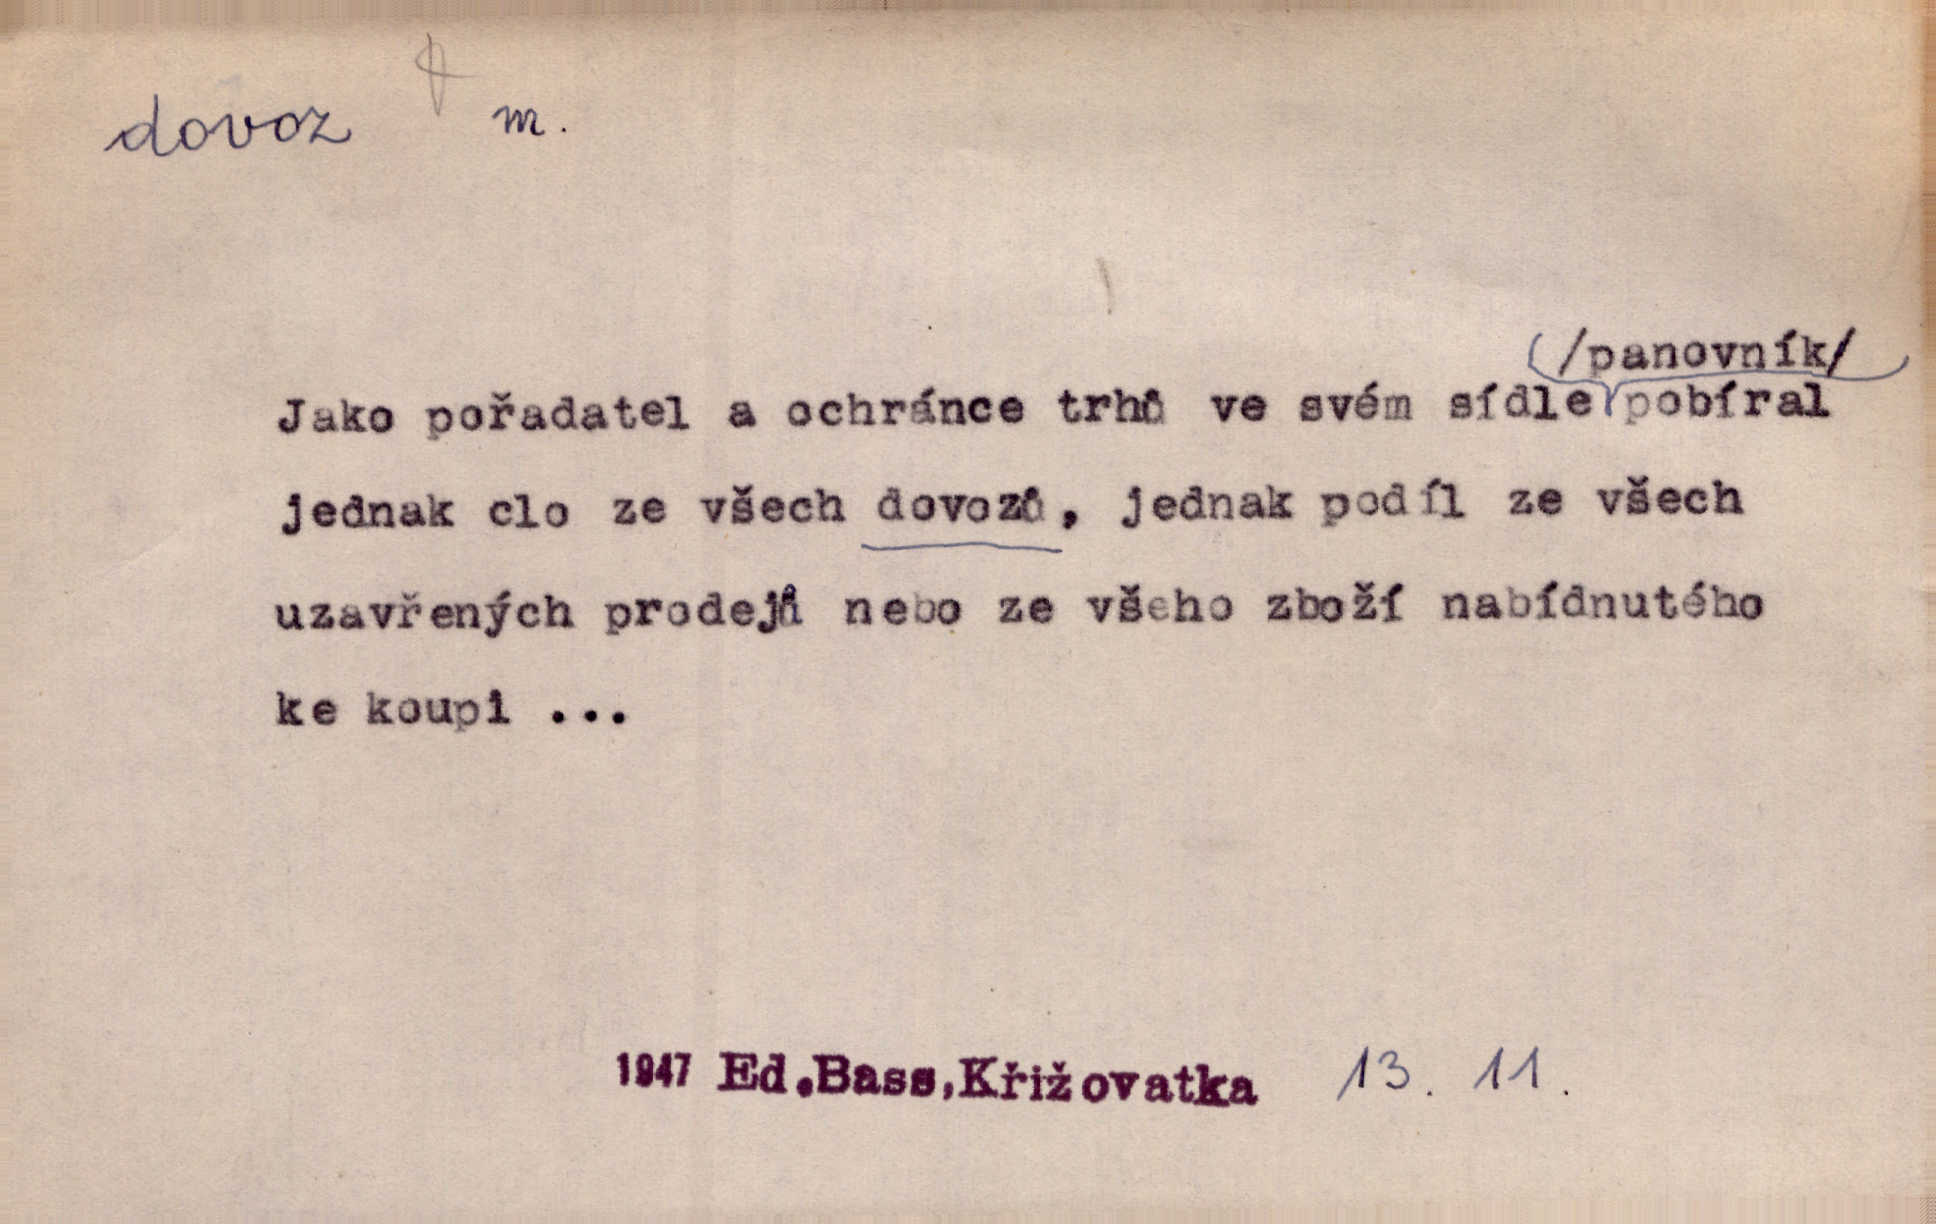 dovoz m.
/panovník/
Jako pořadatel a ochránce trhů ve svém sídle pobíral
jednak clo ze všech dovozů, jednak podíl ze všech
uzavřených prodejů nebo ze všeho zboží nabídnutého
ke koupi ...
1947 Ed.Bass,Křižovatka 13. 11.